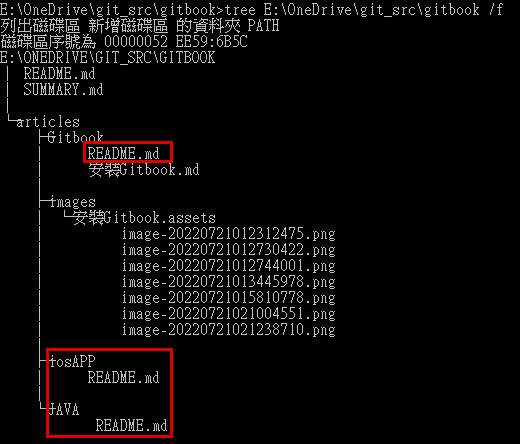 E:\OneDrive\git_src\gitbook>tree E:\OneDrive\git_src\gitbook /f
列出磁碟區 新增磁碟區 的資料夾 PATH
磁碟區序號為 00000052 EE59:6B5C
E:\ONEDRIVE\GIT_SRC\GITBOOK
│  README.md
│  SUMMARY.md
│
└─articles
    ├─Gitbook
    │      README.md
    │      安裝Gitbook.md
    │
    ├─images
    │  └─安裝Gitbook.assets
    │          image-20220721012312475.png
    │          image-20220721012730422.png
    │          image-20220721012744001.png
    │          image-20220721013445978.png
    │          image-20220721015810778.png
    │          image-20220721021004551.png
    │          image-20220721021238710.png
    │
    ├─iosAPP
    │      README.md
    │
    └─JAVA
            README.md